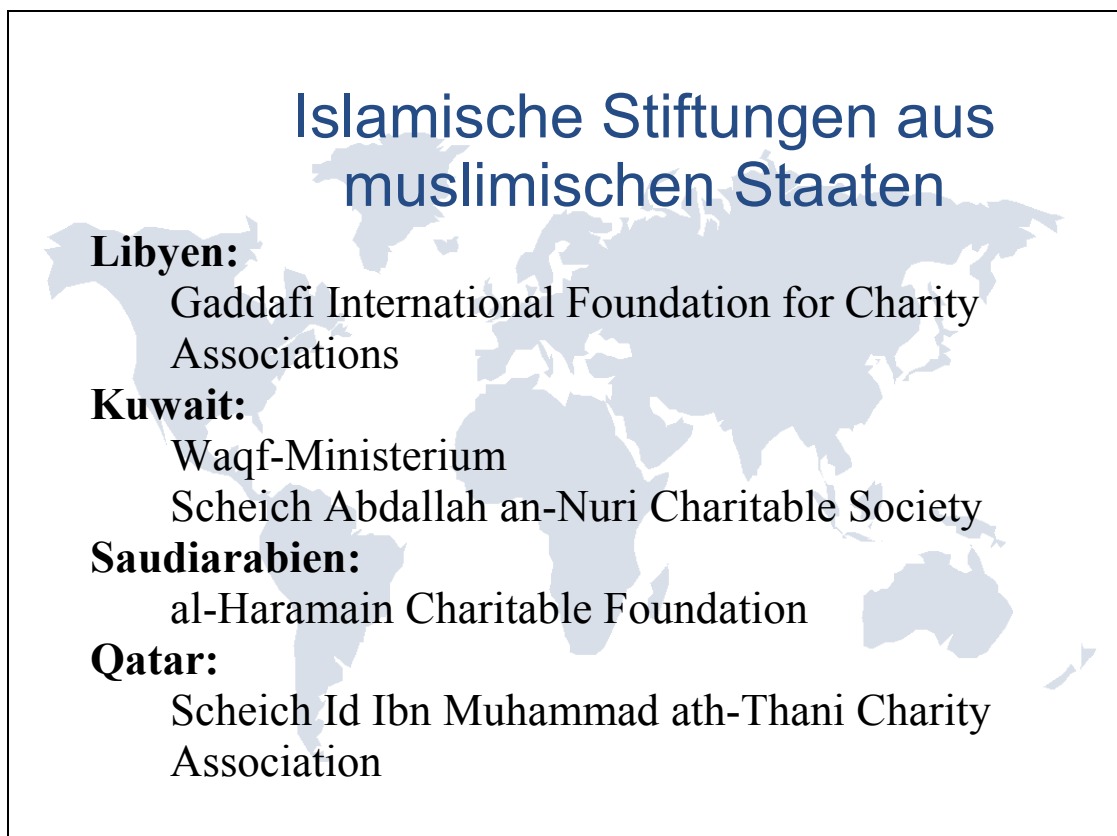 Islamische Stiftungen aus
muslimischen Staaten
Libyen:
Gaddafi International Foundation for Charity
Associations
Kuwait:
Waqf-Ministerium
Scheich Abdallah an-Nuri Charitable Society
Saudiarabien:
al-Haramain Charitable Foundation
Qatar:
Scheich Id Ibn Muhammad ath-Thani Charity
Association